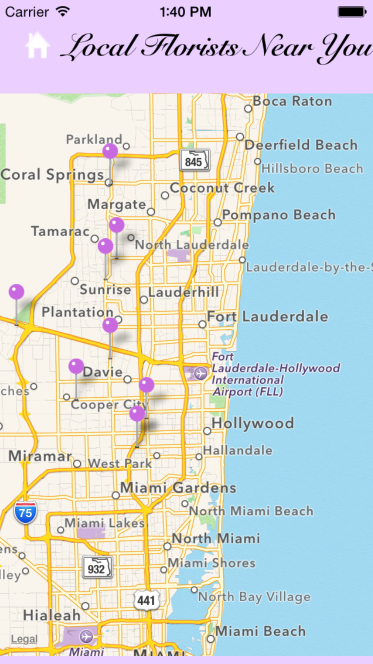 Carrier 1:40 PM
Local Florists Near You
Boca Raton
Parkland
Deerfield Beach
845
Hillsboro Beach
Coral Springs
Coconut Creek
Margate
Pompano Beach
Tamarac
North Lauderdale
Lauderdale-by-the-S
Sunrise
Lauderhill
Plantation
Fort Lauderdale
Fort
Lauderdale-Hollywood
International
Airport (FLL)
Davie
ches
Cooper City
Hollywood
Hallandale
Miramar
West Park
Miami Gardens
75
North Miami Beach
Miami Lakes
North Miami
ens
Miami Shores
932
lley
441
North Bay Village
Hialeah
Miami Beach
Legal
Miami
MIAMI